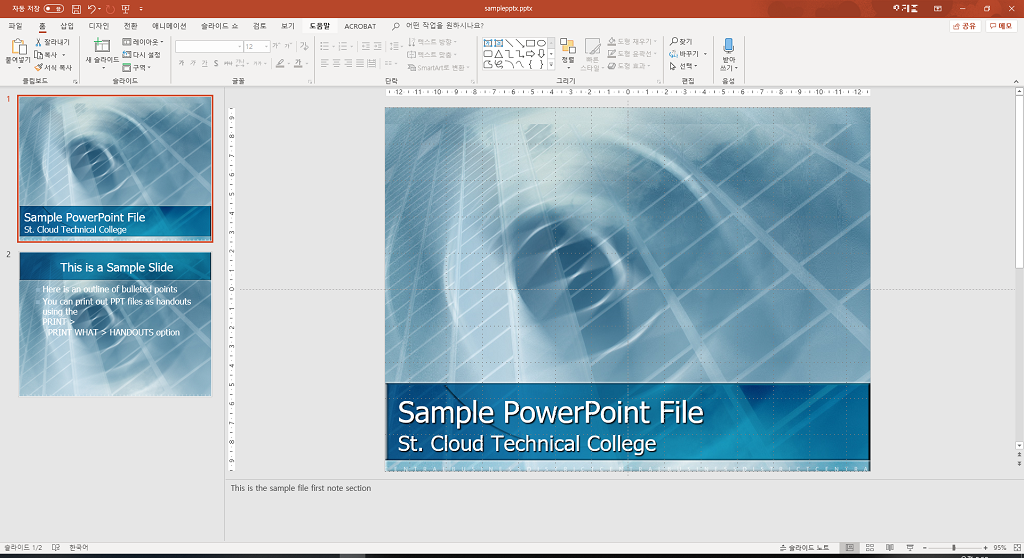 자동 저장
samplepptx.pptx
파일 홈 삽입 디자인 전환 애니메이션 슬라이드 쇼 검토 보기 도움말 ACROBAT 어떤 작업을 원하시나요?
공유 메모
붙여넣기
잘라내기
복사
서식 복사
클립보드
새 슬라이드
레이아웃
다시 설정
구역
슬라이드
12
글꼴
텍스트 방향
텍스트 맞춤
SmartArt로 변환
단락
정렬
빠른 스타일
도형 채우기
도형 윤곽선
도형 효과
그리기
찾기
바꾸기
선택
편집
받아쓰기
음성
1
Sample PowerPoint File
St. Cloud Technical College
2
This is a Sample Slide
Here is an outline of bulleted points
You can print out PPT files as handouts
using the
PRINT >
PRINT WHAT > HANDOUTS option
Sample PowerPoint File
St. Cloud Technical College
This is the sample file first note section
슬라이드 1/2 한국어
슬라이드 노트
95%